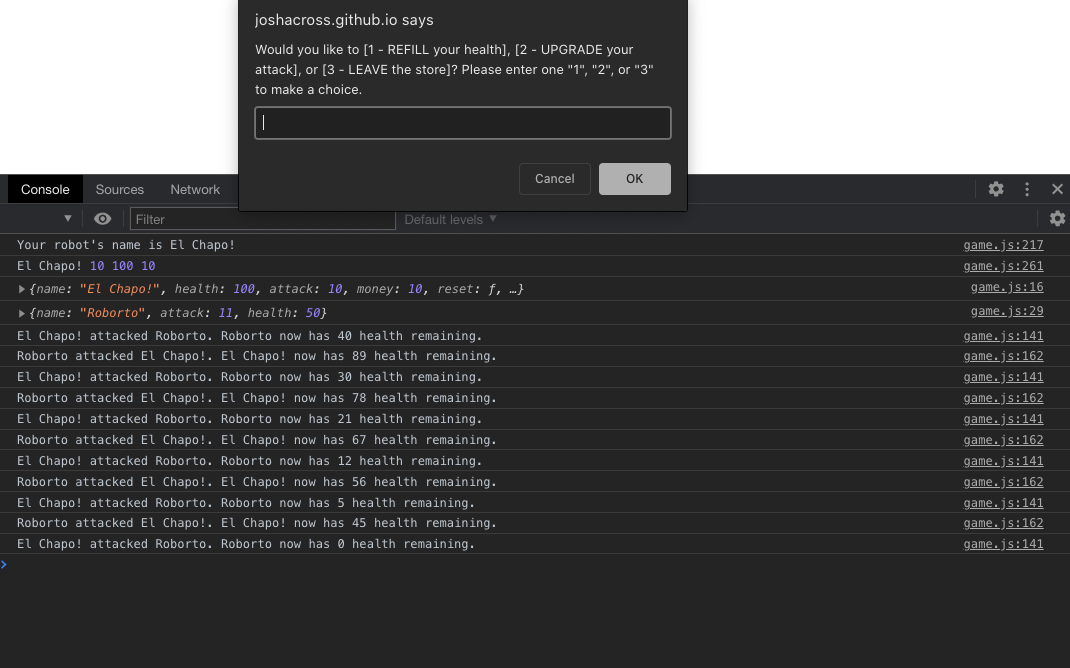 joshacross.github.io says
Would you like to [1 - REFILL your health], [2 - UPGRADE your
attack], or [3 - LEAVE the store]? Please enter one "1", "2", or "3"
to make a choice.
Cancel OK
Console Sources Network
Filter Default levels ▼
Your robot's name is El Chapo! game.js:217
El Chapo! 10 100 10 game.js:261
{name: "El Chapo!", health: 100, attack: 10, money: 10, reset: ƒ, …} game.js:16
{name: "Roborto", attack: 11, health: 50} game.js:29
El Chapo! attacked Roborto. Roborto now has 40 health remaining. game.js:141
Roborto attacked El Chapo!. El Chapo! now has 89 health remaining. game.js:162
El Chapo! attacked Roborto. Roborto now has 30 health remaining. game.js:141
Roborto attacked El Chapo!. El Chapo! now has 78 health remaining. game.js:162
El Chapo! attacked Roborto. Roborto now has 21 health remaining. game.js:141
Roborto attacked El Chapo!. El Chapo! now has 67 health remaining. game.js:162
El Chapo! attacked Roborto. Roborto now has 12 health remaining. game.js:141
Roborto attacked El Chapo!. El Chapo! now has 56 health remaining. game.js:162
El Chapo! attacked Roborto. Roborto now has 5 health remaining. game.js:141
Roborto attacked El Chapo!. El Chapo! now has 45 health remaining. game.js:162
El Chapo! attacked Roborto. Roborto now has 0 health remaining. game.js:141